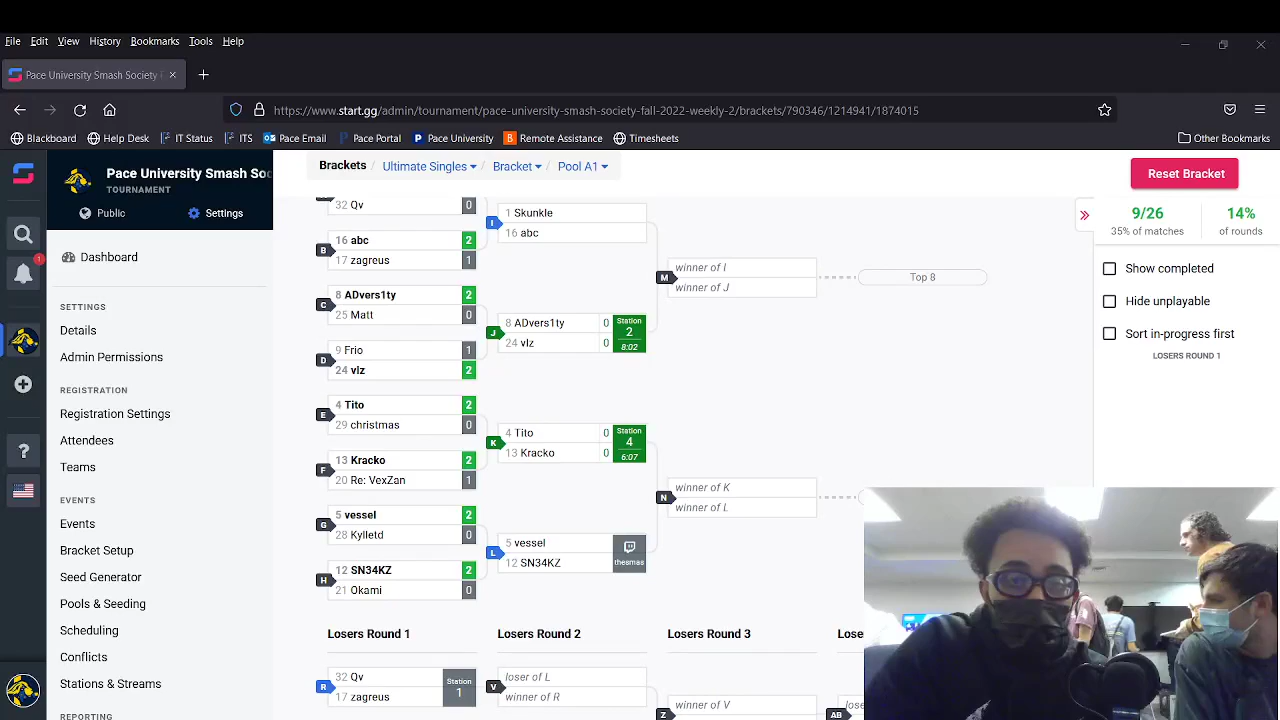 File Edit View History Bookmarks Tools Help
Pace University Smash Society F
https://www.start.gg/admin/tournament/pace-university-smash-society-fall-2022-weekly-2/brackets/790346/1214941/1874015
Blackboard Help Desk IT Status ITS Pace Email Pace Portal Pace University Remote Assistance Timesheets Other Bookmarks
Pace University Smash Soc
TOURNAMENT
Public Settings
Dashboard
SETTINGS
Details
Admin Permissions
REGISTRATION
Registration Settings
Attendees
Teams
EVENTS
Events
Bracket Setup
Seed Generator
Pools & Seeding
Scheduling
Conflicts
Stations & Streams
REPORTING
Brackets / Ultimate Singles / Bracket / Pool A1
Reset Bracket
32 Qv 0
B
16 abc 2
17 zagreus 1
C
8 ADvers1ty 2
25 Matt 0
D
9 Frio 1
24 vlz 2
E
4 Tito 2
29 christmas 0
F
13 Kracko 2
20 Re: VexZan 1
G
5 vessel 2
28 Kylletd 0
H
12 SN34KZ 2
21 Okami 0
I
1 Skunkle
16 abc
J
8 ADvers1ty 0
24 vlz 0
Station
2
8:02
K
4 Tito 0
13 Kracko 0
Station
4
6:07
L
5 vessel
12 SN34KZ
thesmas
M
winner of I
winner of J
Top 8
N
winner of K
winner of L
Losers Round 1 Losers Round 2 Losers Round 3 Lose
R
32 Qv
17 zagreus
Station
1
V
loser of L
winner of R
Z
winner of V
AB
lose
9/26
35% of matches
14%
of rounds
Show completed
Hide unplayable
Sort in-progress first
LOSERS ROUND 1